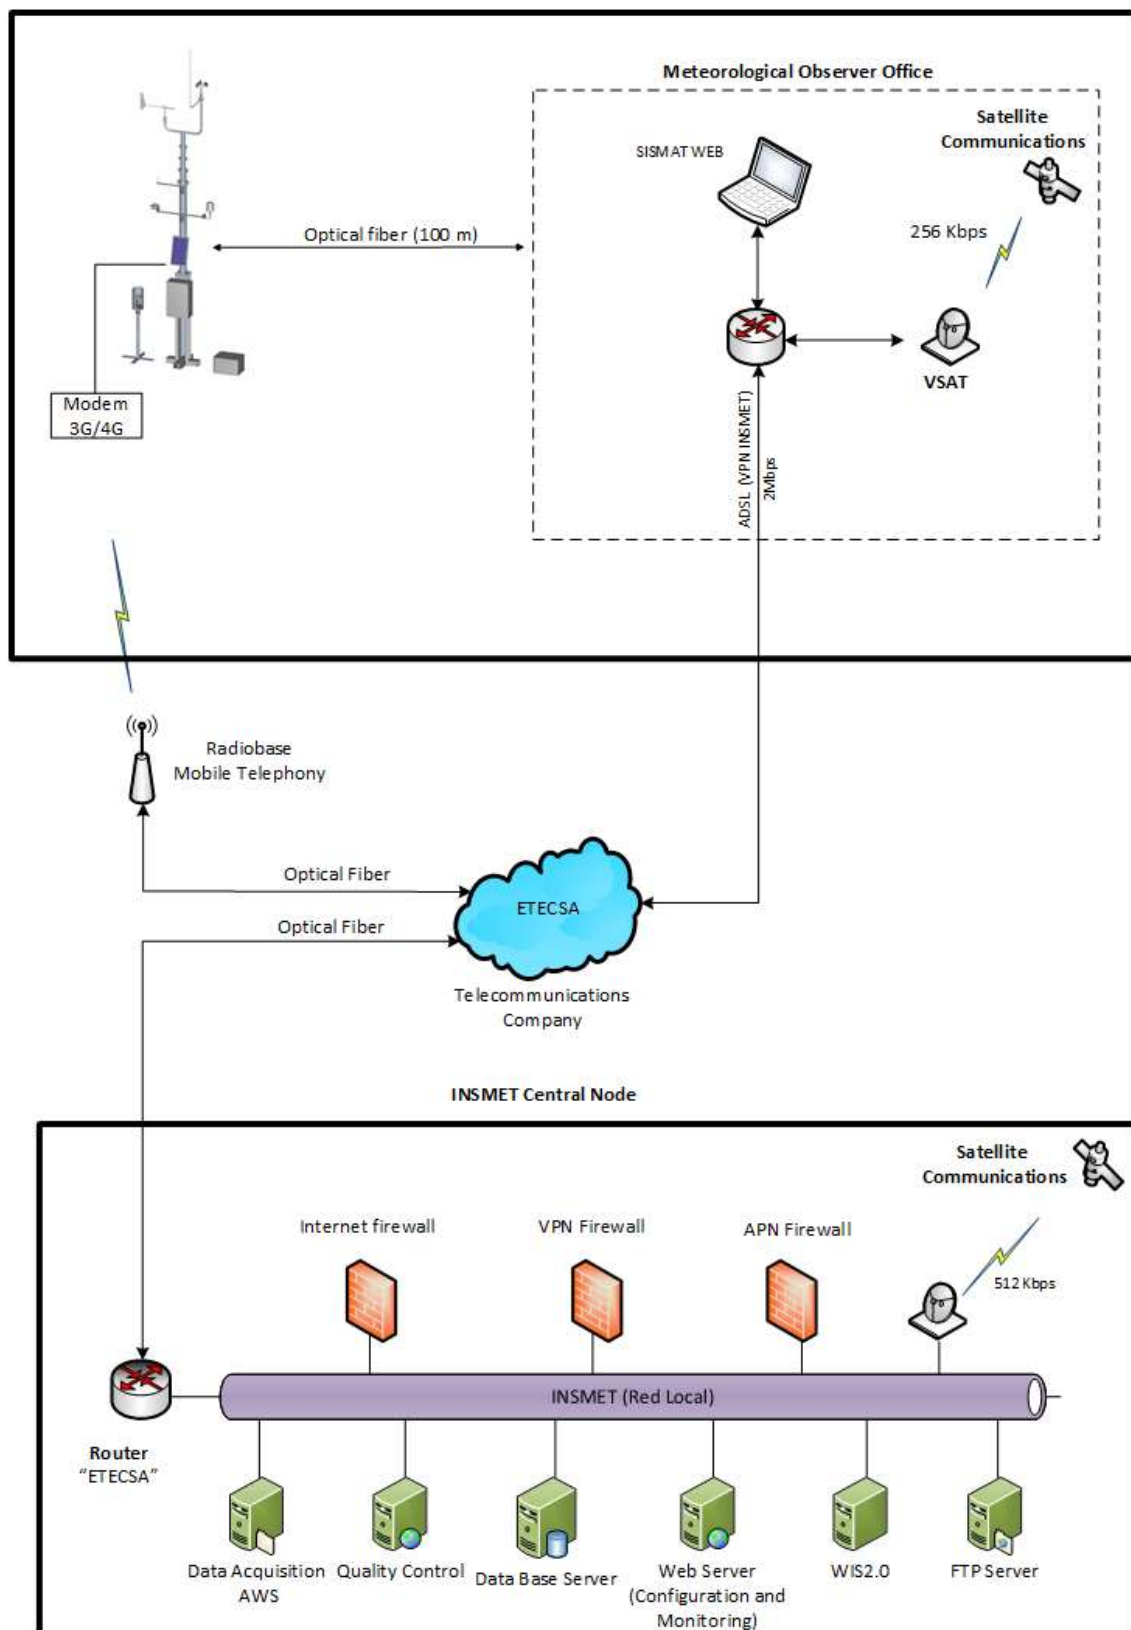 Meteorological Observer Office
Satellite
Communications
SISMAT WEB
256 Kbps
Optical fiber (100 m)
VSAT
Modem
3G/4G
ADSL (VPN INSMET)
2Mbps
Radiobase
Mobile Telephony
Optical Fiber
ETECSA
Optical Fiber
Telecommunications
Company
INSMET Central Node
Satellite
Communications
Internet firewall
VPN Firewall
APN Firewall
512 Kbps
INSMET (Red Local)
Router
“ETECSA”
Data Acquisition
AWS
Quality Control
Data Base Server
Web Server
(Configuration and
Monitoring)
WIS2.0
FTP Server